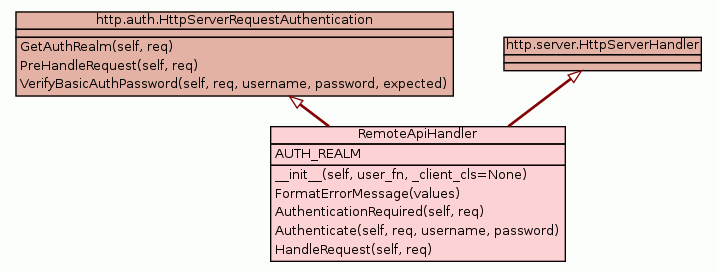 http.auth.HttpServerRequestAuthentication
GetAuthRealm(self, req)
PreHandleRequest(self, req)
VerifyBasicAuthPassword(self, req, username, password, expected)
http.server.HttpServerHandler
RemoteApiHandler
AUTH_REALM
__init__(self, user_fn, _client_cls=None)
FormatErrorMessage(values)
AuthenticationRequired(self, req)
Authenticate(self, req, username, password)
HandleRequest(self, req)